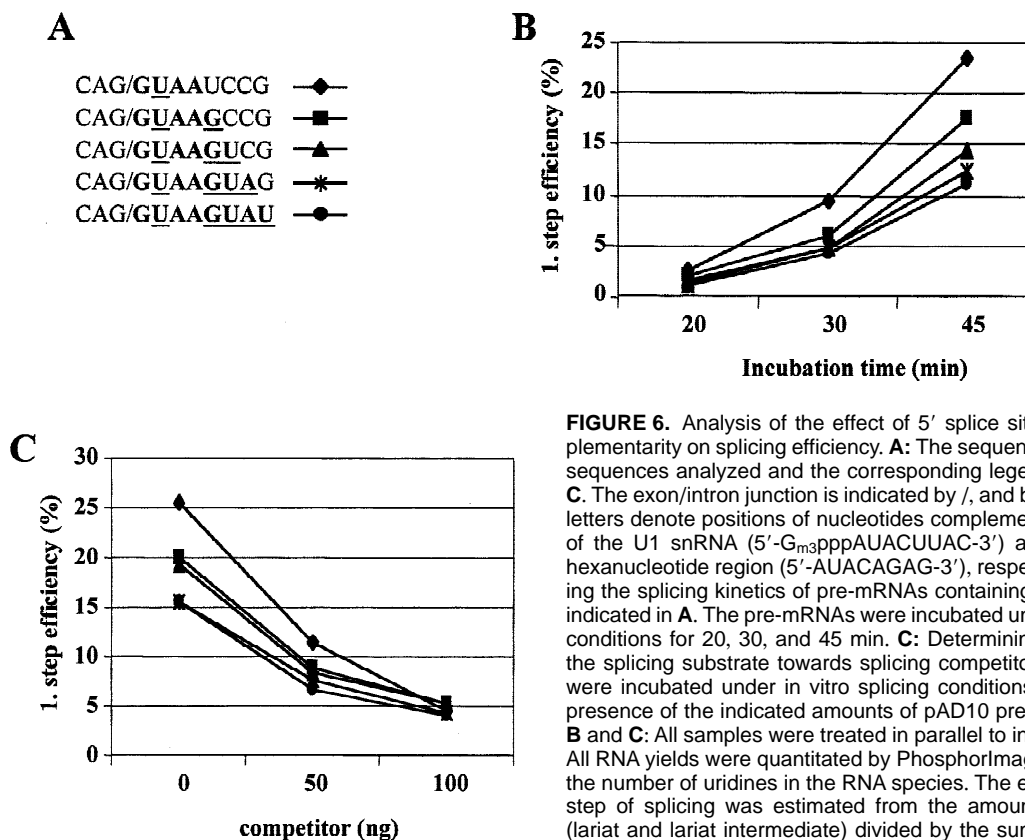 A
CAG/GUAAUCCG
CAG/GUAAGCCG
CAG/GUAAGUCG
CAG/GUAAGUAG
CAG/GUAAGUAU
B
1. step efficiency (%)
25
20
15
10
5
0
20 30 45
Incubation time (min)
C
1. step efficiency (%)
30
25
20
15
10
5
0
0 50 100
competitor (ng)
FIGURE 6. Analysis of the effect of 5′ splice sit
plementarity on splicing efficiency. A: The sequen
sequences analyzed and the corresponding lege
C. The exon/intron junction is indicated by /, and b
letters denote positions of nucleotides compleme
of the U1 snRNA (5′-Gm3pppAUACUUAC-3′) a
hexanucleotide region (5′-AUACAGAG-3′), respe
ing the splicing kinetics of pre-mRNAs containing
indicated in A. The pre-mRNAs were incubated un
conditions for 20, 30, and 45 min. C: Determinin
the splicing substrate towards splicing competito
were incubated under in vitro splicing conditions
presence of the indicated amounts of pAD10 pre
B and C: All samples were treated in parallel to in
All RNA yields were quantitated by PhosphorImag
the number of uridines in the RNA species. The e
step of splicing was estimated from the amoun
(lariat and lariat intermediate) divided by the sum